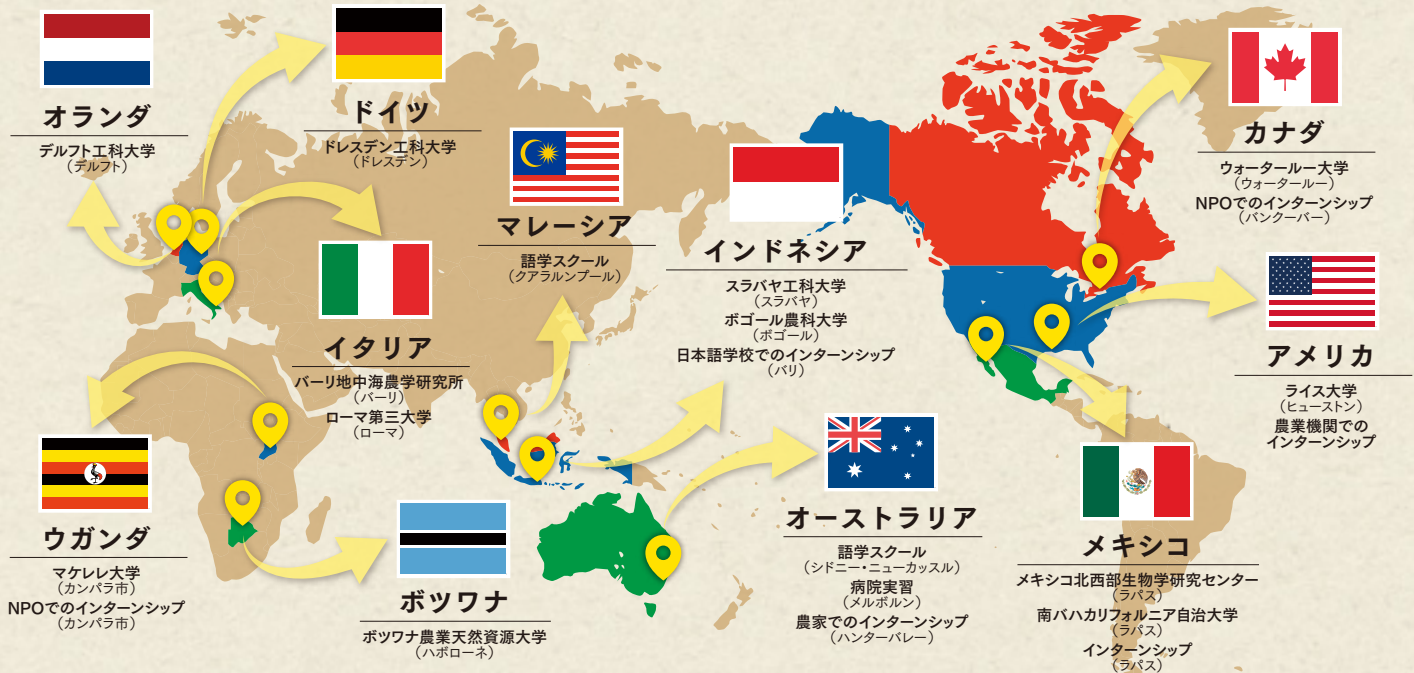 オランダ
デルフト工科大学
（デルフト）
ドイツ
ドレスデン工科大学
（ドレスデン）
イタリア
バーリ地中海農学研究所
（バーリ）
ローマ第三大学
（ローマ）
マレーシア
語学スクール
（クアラルンプール）
インドネシア
スラバヤ工科大学
（スラバヤ）
ボゴール農科大学
（ボゴール）
日本語学校でのインターンシップ
（バリ）
カナダ
ウォータールー大学
（ウォータールー）
NPOでのインターンシップ
（バンクーバー）
アメリカ
ライス大学
（ヒューストン）
農業機関での
インターンシップ
ウガンダ
マケレレ大学
（カンパラ市）
NPOでのインターンシップ
（カンパラ市）
ボツワナ
ボツワナ農業天然資源大学
（ハボローネ）
オーストラリア
語学スクール
（シドニー・ニューカッスル）
病院実習
（メルボルン）
農家でのインターンシップ
（ハンターバレー）
メキシコ
メキシコ北西部生物学研究センター
（ラパス）
南バハカリフォルニア自治大学
（ラパス）
インターンシップ
（ラパス）